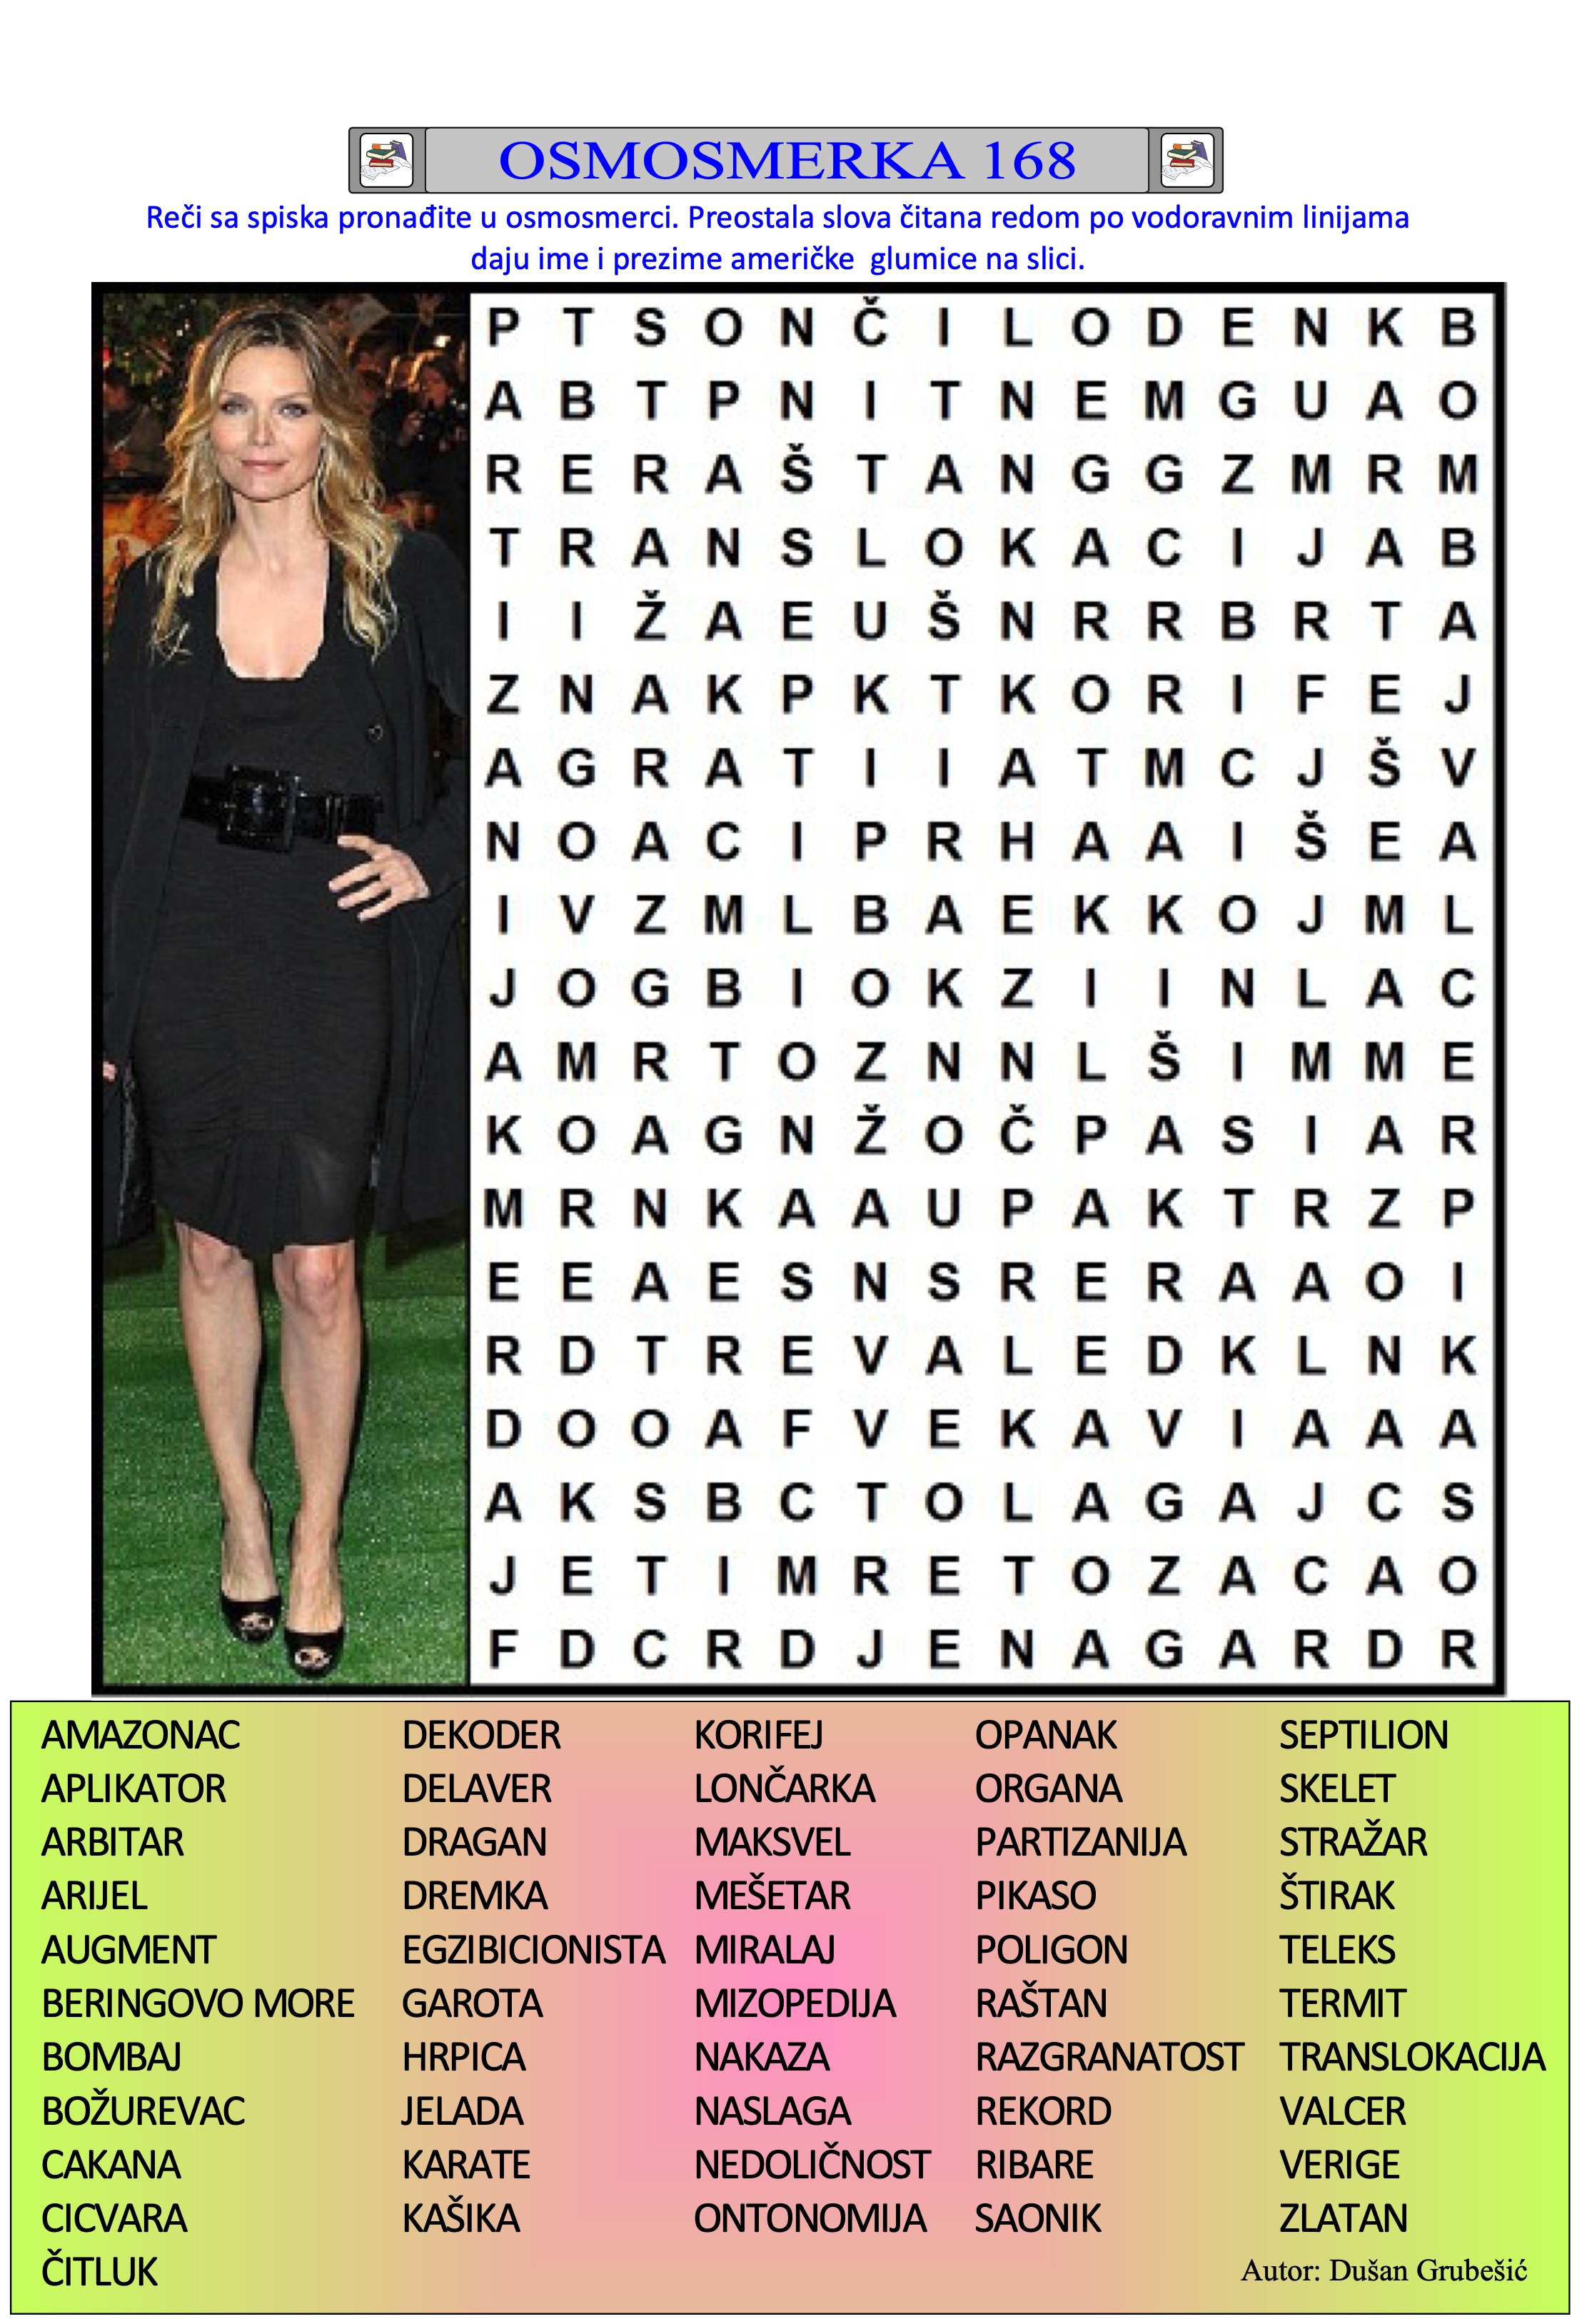 OSMOSMERKA 168
Reči sa spiska pronađite u osmosmerci. Preostala slova čitana redom po vodoravnim linijama
daju ime i prezime američke  glumice na slici.
P T S O N Č I L O D E N K B
A B T P N I T N E M G U A O
R E R A Š T A N G G Z M R M
T R A N S L O K A C I J A B
I I Ž A E U Š N R R B R T A
Z N A K P K T K O R I F E J
A G R A T I I A T M C J Š V
N O A C I P R H A A I Š E A
I V Z M L B A E K K O J M L
J O G B I O K Z I I N L A C
A M R T O Z N N L Š I M M E
K O A G N Ž O Č P A S I A R
M R N K A A U P A K T R Z P
E E A E S N S R E R A A O I
R D T R E V A L E D K L N K
D O O A F V E K A V I A A A
A K S B C T O L A G A J C S
J E T I M R E T O Z A C A O
F D C R D J E N A G A R D R
AMAZONAC DEKODER KORIFEJ OPANAK SEPTILION
APLIKATOR DELAVER LONČARKA ORGANA SKELET
ARBITAR DRAGAN MAKSVEL PARTIZANIJA STRAŽAR
ARIJEL DREMKA MEŠETAR PIKASO ŠTIRAK
AUGMENT EGZIBICIONISTA MIRALAJ POLIGON TELEKS
BERINGOVO MORE GAROTA MIZOPEDIJA RAŠTAN TERMIT
BOMBAJ HRPICA NAKAZA RAZGRANATOST TRANSLOKACIJA
BOŽUREVAC JELADA NASLAGA REKORD VALCER
CAKANA KARATE NEDOLIČNOST RIBARE VERIGE
CICVARA KAŠIKA ONTONOMIJA SAONIK ZLATAN
ČITLUK Autor: Dušan Grubešić